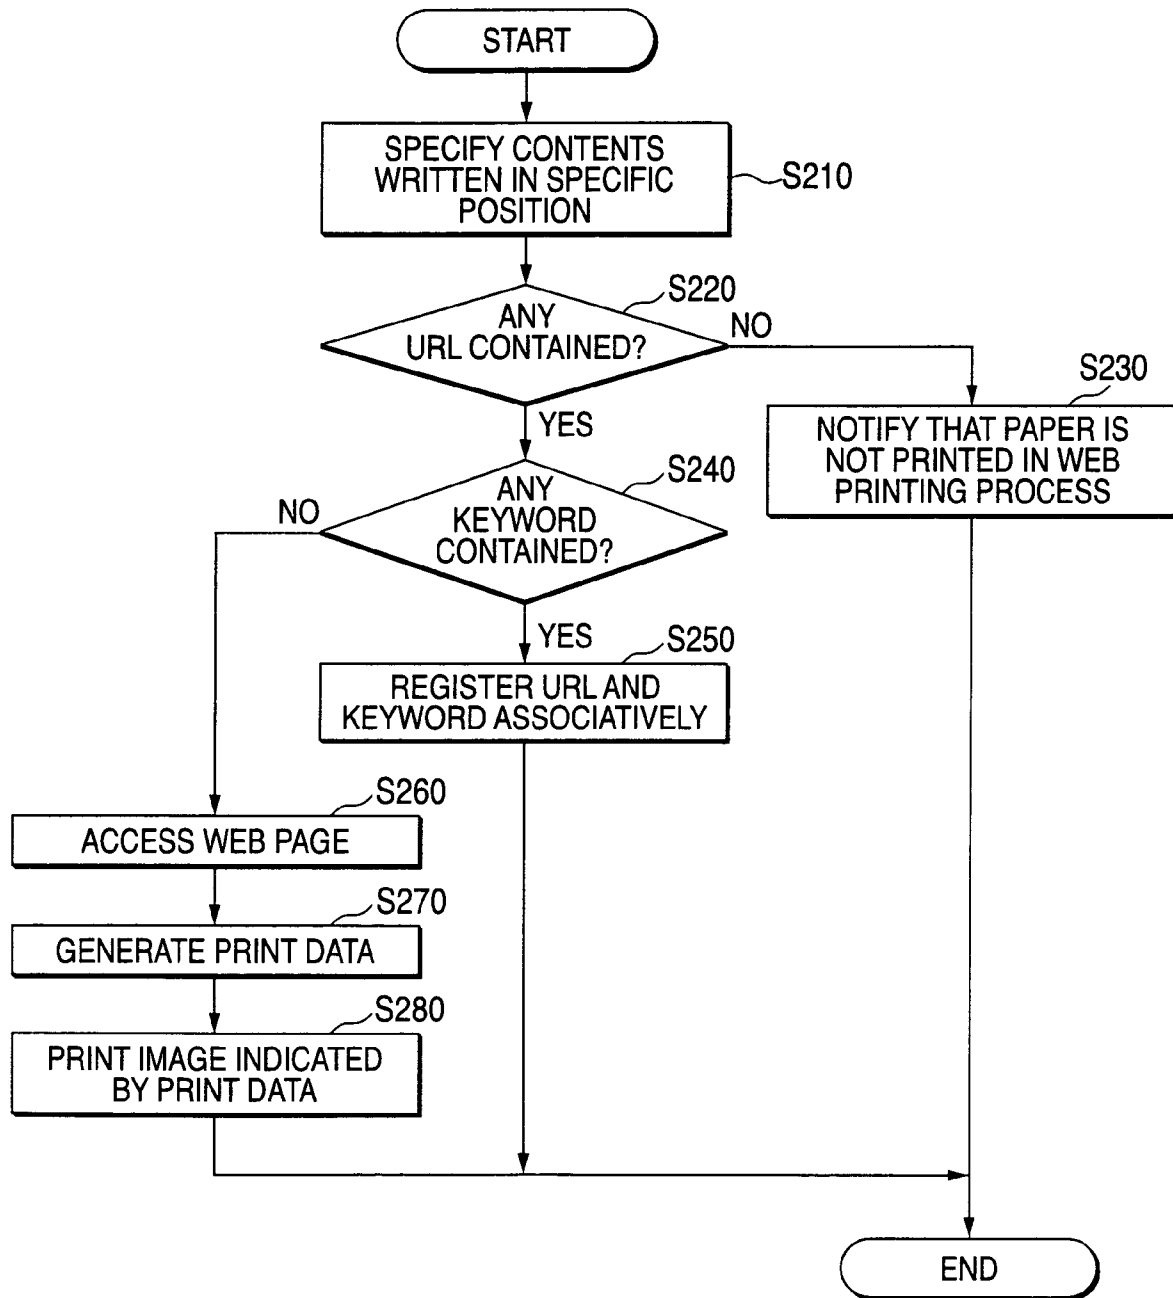 START
SPECIFY CONTENTS
WRITTEN IN SPECIFIC
POSITION
S210
S220
ANY
URL CONTAINED?
NO
YES
S230
NOTIFY THAT PAPER IS
NOT PRINTED IN WEB
PRINTING PROCESS
S240
ANY
KEYWORD
CONTAINED?
NO
YES
S250
REGISTER URL AND
KEYWORD ASSOCIATIVELY
S260
ACCESS WEB PAGE
S270
GENERATE PRINT DATA
S280
PRINT IMAGE INDICATED
BY PRINT DATA
END